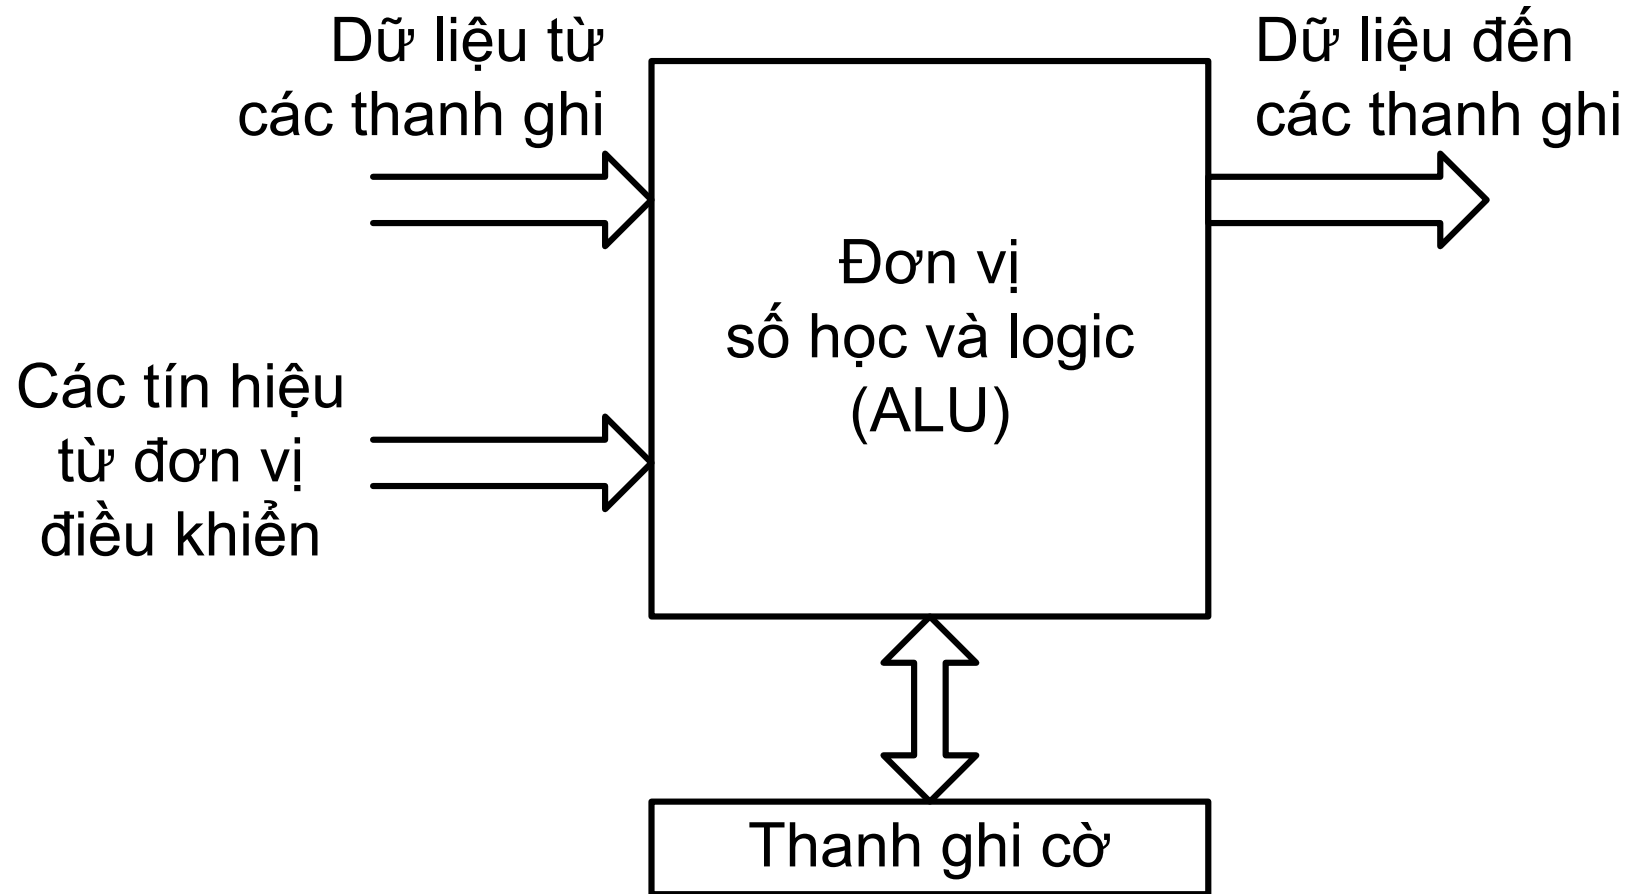 Dữ liệu từ
các thanh ghi
Dữ liệu đến
các thanh ghi
Đơn vị
số học và logic
(ALU)
Các tín hiệu
từ đơn vị
điều khiển
Thanh ghi cờ